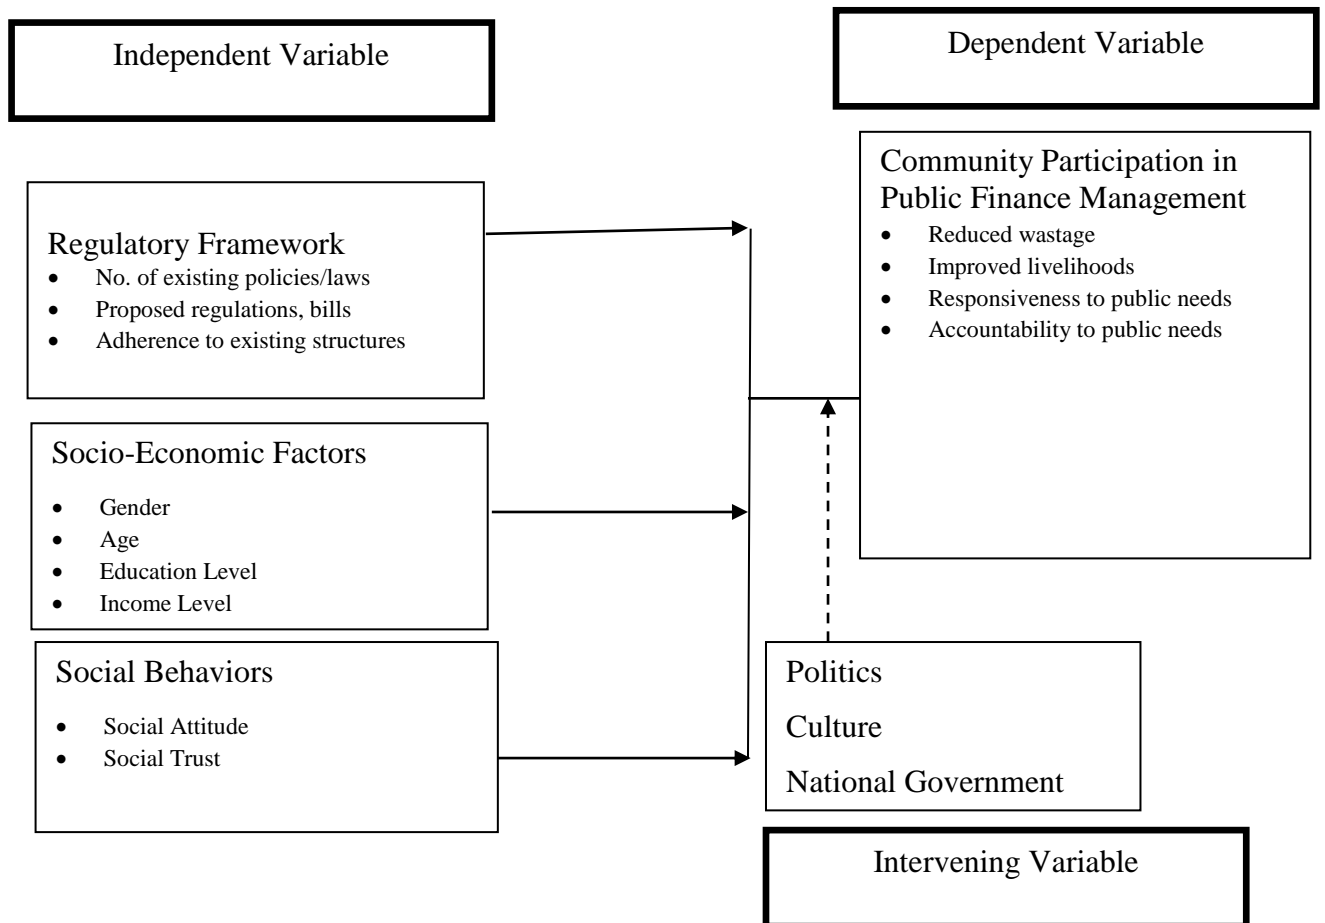 Independent Variable
Dependent Variable
Regulatory Framework
• No. of existing policies/laws
• Proposed regulations, bills
• Adherence to existing structures
Socio-Economic Factors
• Gender
• Age
• Education Level
• Income Level
Social Behaviors
• Social Attitude
• Social Trust
Community Participation in
Public Finance Management
• Reduced wastage
• Improved livelihoods
• Responsiveness to public needs
• Accountability to public needs
Politics
Culture
National Government
Intervening Variable